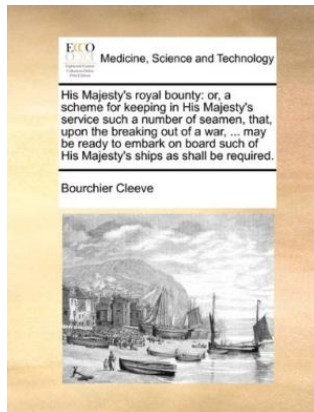 ECCO
Medicine, Science and Technology
His Majesty's royal bounty: or, a
scheme for keeping in His Majesty's
service such a number of seamen, that,
upon the breaking out of a war, ... may
be ready to embark on board such of
His Majesty's ships as shall be required.
Bourchier Cleeve